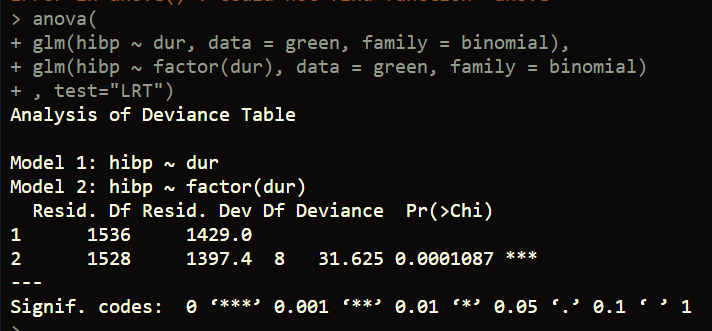 > anova(
+ glm(hibp ~ dur, data = green, family = binomial),
+ glm(hibp ~ factor(dur), data = green, family = binomial)
+ , test="LRT")
Analysis of Deviance Table

Model 1: hibp ~ dur
Model 2: hibp ~ factor(dur)
  Resid. Df Resid. Dev Df Deviance  Pr(>Chi)
1      1536     1429.0
2      1528     1397.4  8   31.625 0.0001087 ***
---
Signif. codes:  0 ‘***’ 0.001 ‘**’ 0.01 ‘*’ 0.05 ‘.’ 0.1 ‘ ’ 1